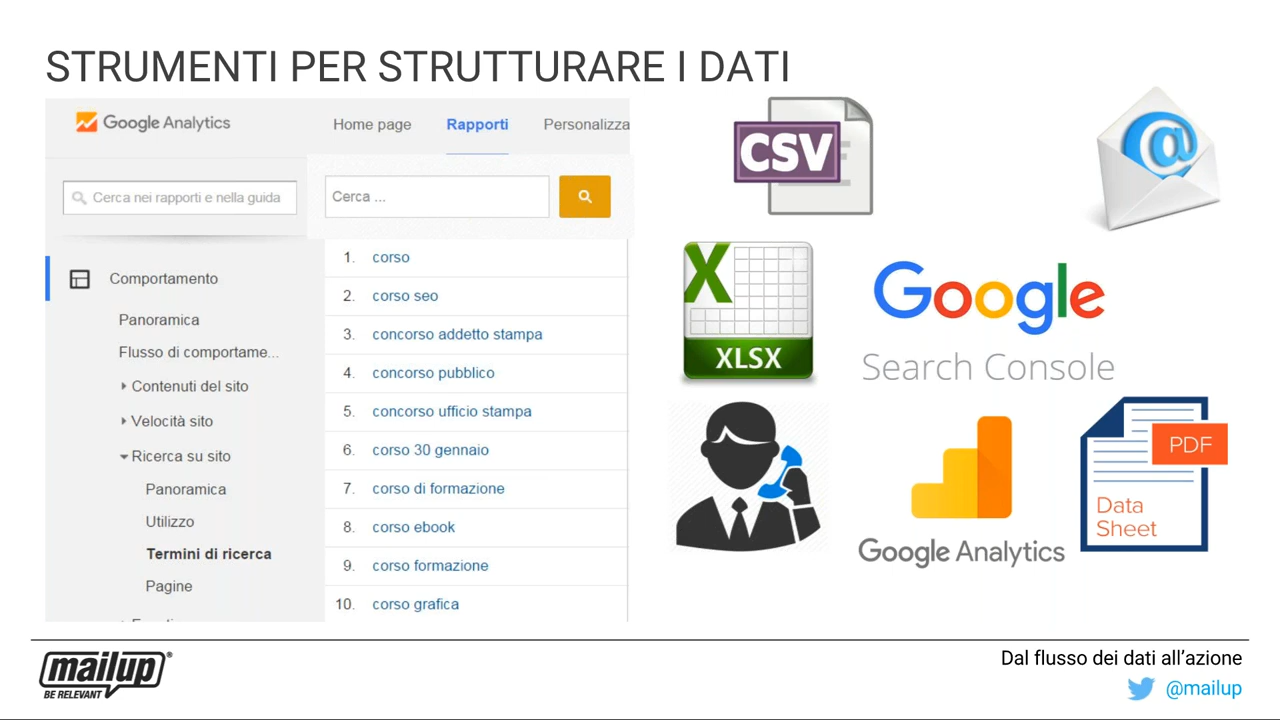 STRUMENTI PER STRUTTURARE I DATI
Google Analytics
Home page Rapporti Personalizza
Cerca nei rapporti e nella guida
Cerca ...
Comportamento
Panoramica
Flusso di comportame...
Contenuti del sito
Velocità sito
Ricerca su sito
Panoramica
Utilizzo
Termini di ricerca
Pagine
1. corso
2. corso seo
3. concorso addetto stampa
4. concorso pubblico
5. concorso ufficio stampa
6. corso 30 gennaio
7. corso di formazione
8. corso ebook
9. corso formazione
10. corso grafica
CSV
@
X
XLSX
Google
Search Console
Google Analytics
PDF
Data
Sheet
mailup®
BE RELEVANT
Dal flusso dei dati all’azione
@mailup